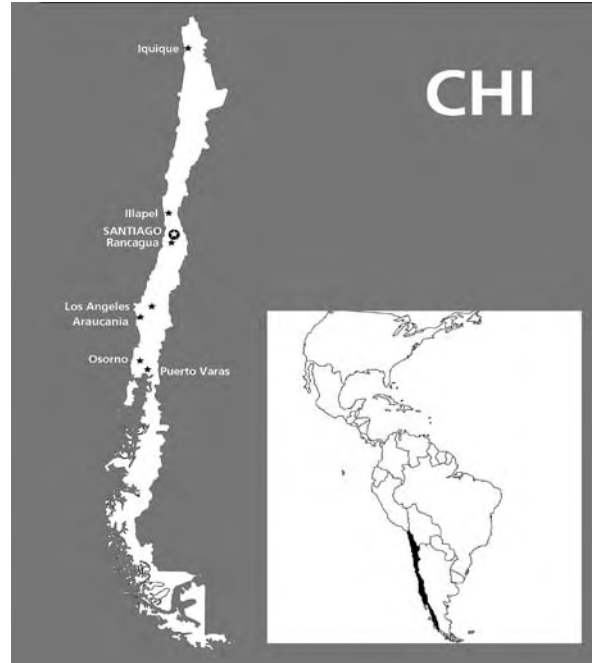 Iquique
CHI
Illapel
SANTIAGO
Rancagua
Los Angeles
Araucania
Osorno
Puerto Varas